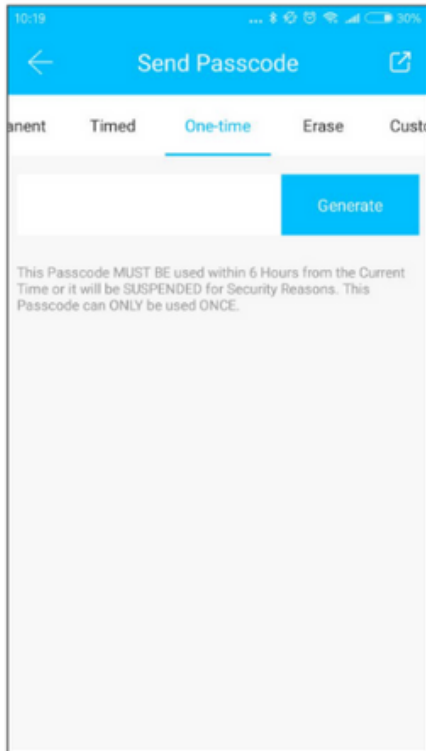 10:19 ... 30%
Send Passcode
anent Timed One-time Erase Custo
Generate
This Passcode MUST BE used within 6 Hours from the Current
Time or it will be SUSPENDED for Security Reasons. This
Passcode can ONLY be used ONCE.